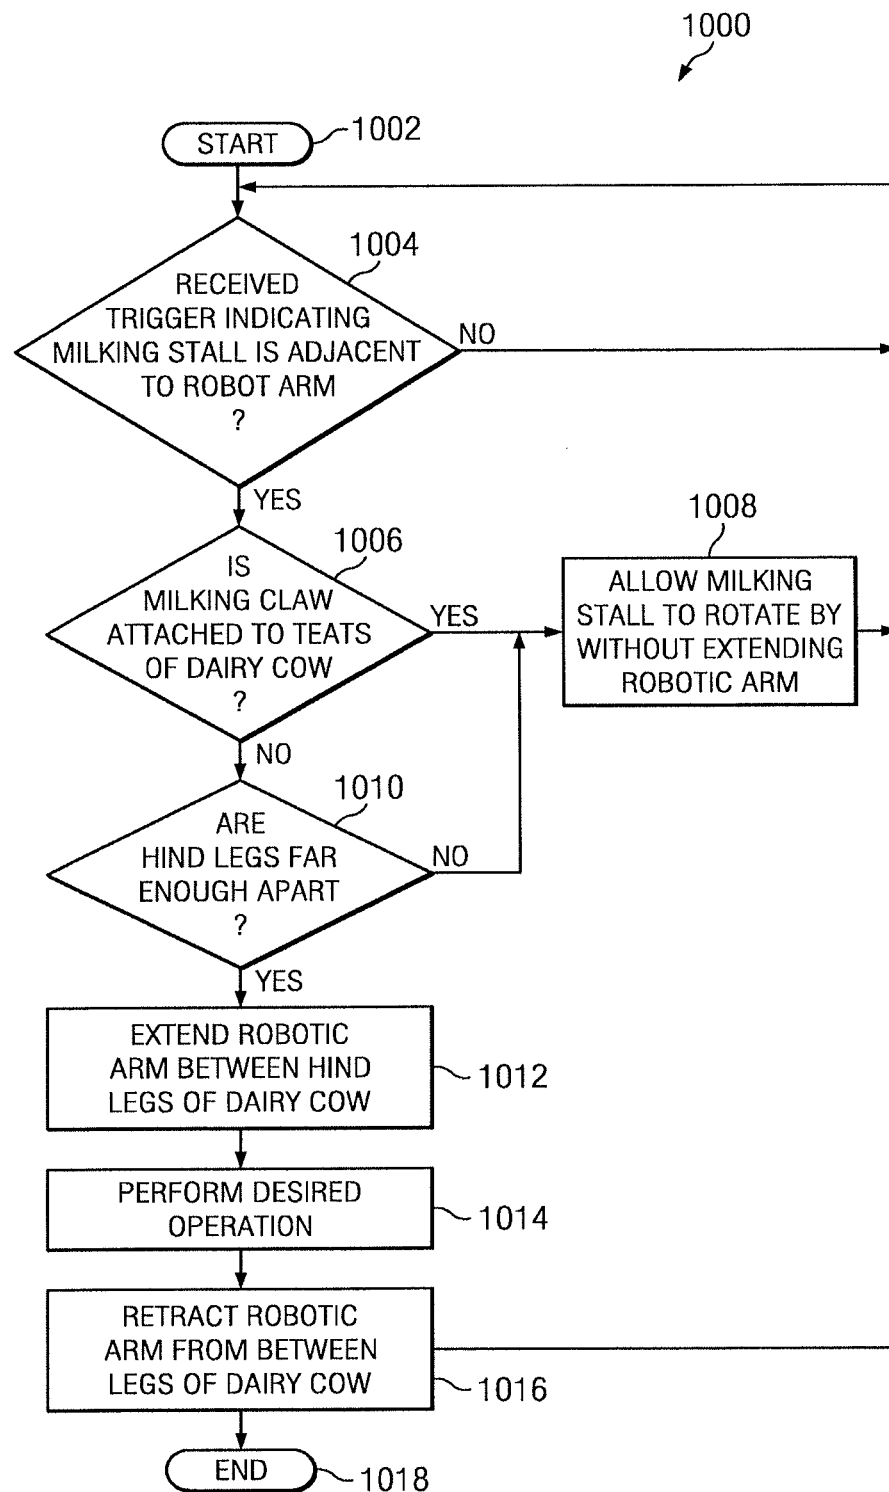 1000
START
1002
1004
RECEIVED
TRIGGER INDICATING
MILKING STALL IS ADJACENT
TO ROBOT ARM
?
NO
YES
1006
IS
MILKING CLAW
ATTACHED TO TEATS
OF DAIRY COW
?
YES
NO
1008
ALLOW MILKING
STALL TO ROTATE BY
WITHOUT EXTENDING
ROBOTIC ARM
1010
ARE
HIND LEGS FAR
ENOUGH APART
?
NO
YES
EXTEND ROBOTIC
ARM BETWEEN HIND
LEGS OF DAIRY COW
1012
PERFORM DESIRED
OPERATION
1014
RETRACT ROBOTIC
ARM FROM BETWEEN
LEGS OF DAIRY COW
1016
END
1018